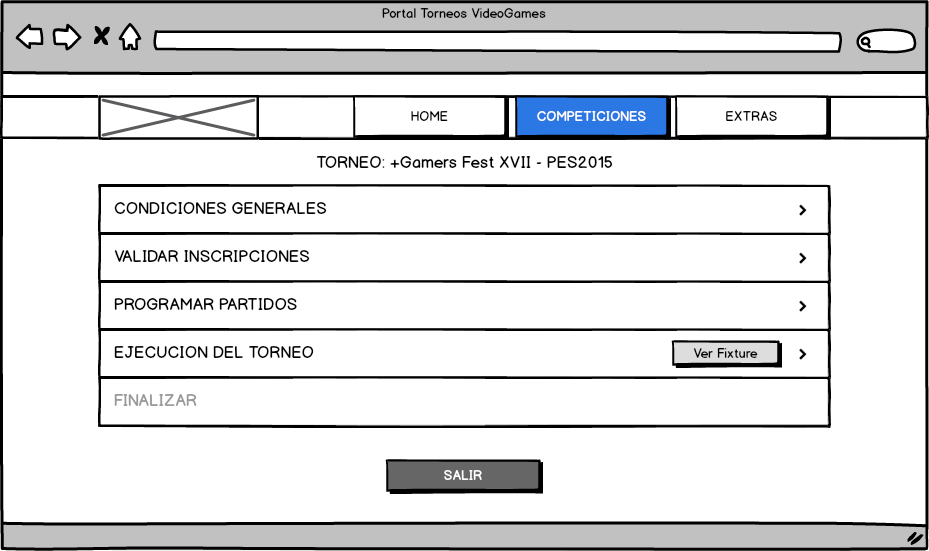 Portal Torneos VideoGames
HOME
COMPETICIONES
EXTRAS
TORNEO: +Gamers Fest XVII - PES2015
CONDICIONES GENERALES
VALIDAR INSCRIPCIONES
PROGRAMAR PARTIDOS
EJECUCION DEL TORNEO
Ver Fixture
FINALIZAR
SALIR